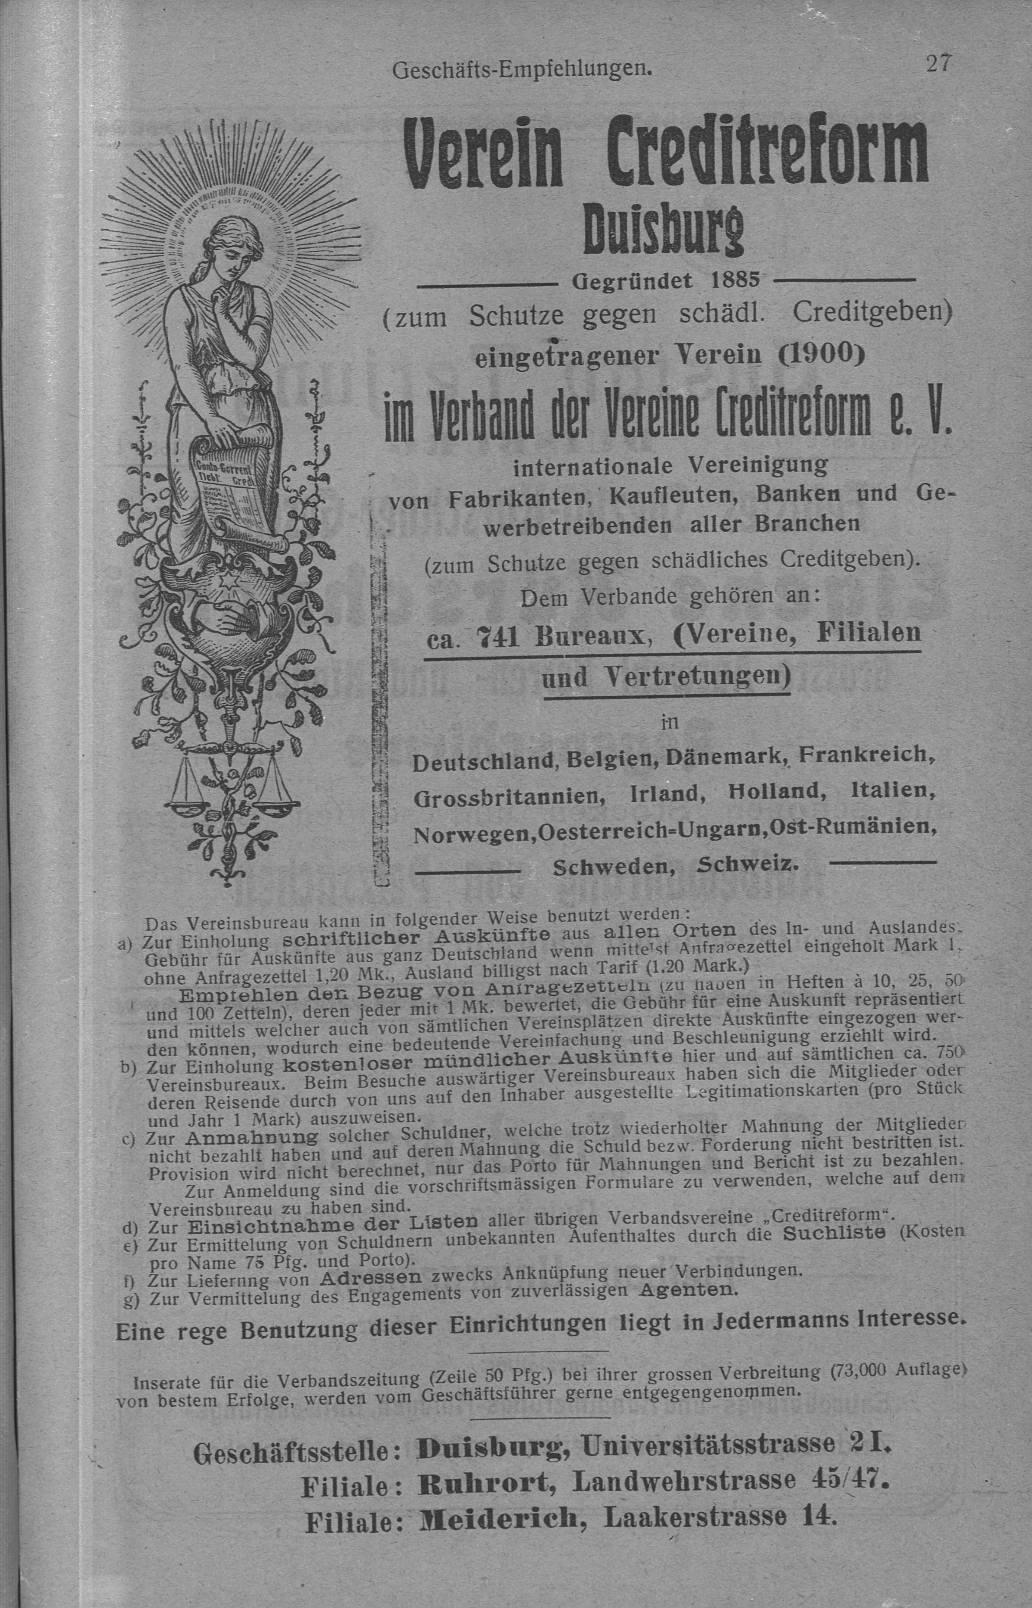 Geschäfts-Empfehlungen.
27
Verein Creditreform
Duisburg
Gegründet 1885
(zum Schutze gegen schädl. Creditgeben)
eingetragener Verein (1900)
im Verband der Vereine Creditreform e. V.
internationale Vereinigung
von Fabrikanten, Kaufleuten, Banken und Ge-
werbetreibenden aller Branchen
(zum Schutze gegen schädliches Creditgeben).
Dem Verbande gehören an:
ca. 741 Bureaux, (Vereine, Filialen
und Vertretungen)
in
Deutschland, Belgien, Dänemark, Frankreich,
Grossbritannien, Irland, Holland, Italien,
Norwegen, Oesterreich=Ungarn, Ost-Rumänien,
Schweden, Schweiz.
Conto-Corrent
Debt. Credi
Das Vereinsbureau kann in folgender Weise benutzt werden:
a) Zur Einholung schriftlicher Auskünfte aus allen Orten des In- und Auslandes.
Gebühr für Auskünfte aus ganz Deutschland wenn mittelst Anfragezettel eingeholt Mark 1.
ohne Anfragezettel 1,20 Mk., Ausland billigst nach Tarif (1.20 Mark.)
Empfehlen den Bezug von Anfragezetteln (zu haben in Heften à 10, 25, 50
und 100 Zetteln), deren jeder mit 1 Mk. bewertet, die Gebühr für eine Auskunft repräsentiert
und mittels welcher auch von sämtlichen Vereinsplätzen direkte Auskünfte eingezogen wer-
den können, wodurch eine bedeutende Vereinfachung und Beschleunigung erziehlt wird.
b) Zur Einholung kostenloser mündlicher Auskünfte hier und auf sämtlichen ca. 750
Vereinsbureaux. Beim Besuche auswärtiger Vereinsbureaux haben sich die Mitglieder oder
deren Reisende durch von uns auf den Inhaber ausgestellte Legitimationskarten (pro Stück
und Jahr 1 Mark) auszuweisen.
c) Zur Anmahnung solcher Schuldner, welche trotz wiederholter Mahnung der Mitglieder
nicht bezahlt haben und auf deren Mahnung die Schuld bezw. Forderung nicht bestritten ist.
Provision wird nicht berechnet, nur das Porto für Mahnungen und Bericht ist zu bezahlen.
Zur Anmeldung sind die vorschriftsmässigen Formulare zu verwenden, welche auf dem
Vereinsbureau zu haben sind.
d) Zur Einsichtnahme der Listen aller übrigen Verbandsvereine „Creditreform“.
e) Zur Ermittelung von Schuldnern unbekannten Aufenthaltes durch die Suchliste (Kosten
pro Name 75 Pfg. und Porto).
f) Zur Lieferung von Adressen zwecks Anknüpfung neuer Verbindungen.
g) Zur Vermittelung des Engagements von zuverlässigen Agenten.
Eine rege Benutzung dieser Einrichtungen liegt in Jedermanns Interesse.
Inserate für die Verbandszeitung (Zeile 50 Pfg.) bei ihrer grossen Verbreitung (73,000 Auflage)
von bestem Erfolge, werden vom Geschäftsführer gerne entgegengenommen.
Geschäftsstelle: Duisburg, Universitätsstrasse 2 I.
Filiale: Ruhrort, Landwehrstrasse 45/47.
Filiale: Meiderich, Laakerstrasse 14.